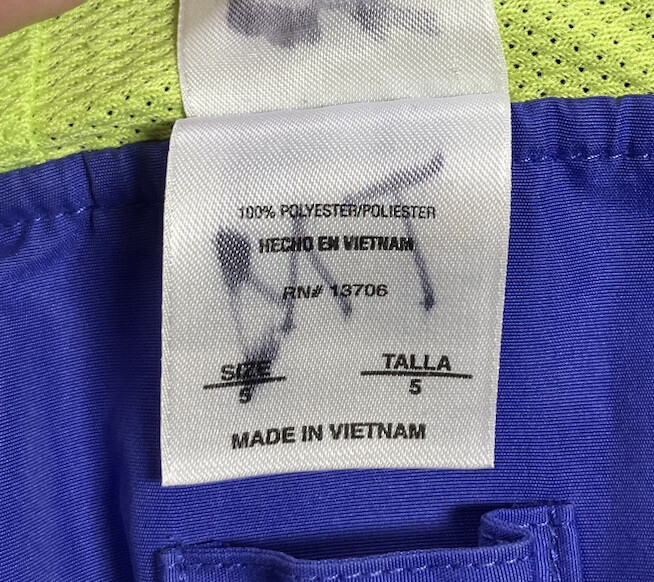 100% POLYESTER/POLIESTER
HECHO EN VIETNAM
RN# 13706
SIZE TALLA
5 5
MADE IN VIETNAM